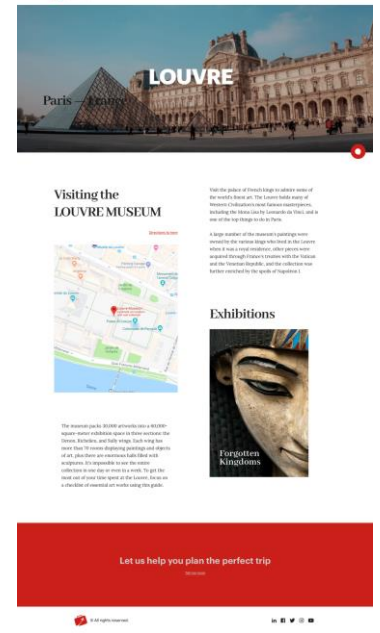 LOUVRE
Paris — France
Visiting the
LOUVRE MUSEUM
Visit the palace of French kings to admire some of
the world's finest art. The Louvre holds many of
Western Civilization's most famous masterpieces,
including the Mona Lisa by Leonardo da Vinci, and is
one of the top things to do in Paris.
A large number of the museum's paintings were
owned by the various kings who lived in the Louvre
when it was a royal residence, other pieces were
acquired through France's treaties with the Vatican
and the Venetian Republic, and the collection was
further enriched by the spoils of Napoléon I.
Exhibitions
Forgotten
Kingdoms
The museum packs 30,000 artworks into a 60,000-
square-meter exhibition space in three sections: the
Denon, Richelieu, and Sully wings. Each wing has
more than 70 rooms displaying paintings and objects
of art, plus there are enormous halls filled with
sculptures. It's impossible to see the entire
collection in one day or even in a week. To get the
most out of your time spent at the Louvre, focus on
a checklist of essential art works using this guide.
Let us help you plan the perfect trip
© All rights reserved